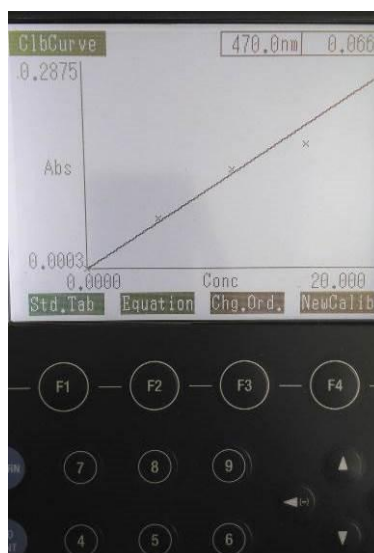 ClbCurve 470.0nm 0.066
0.2875
Abs
0.0003
0.0000 Conc 20.000
Std.Tab Equation Chg.Ord. NewCalib
F1 F2 F3 F4
7 8 9
(-)
4 5 6